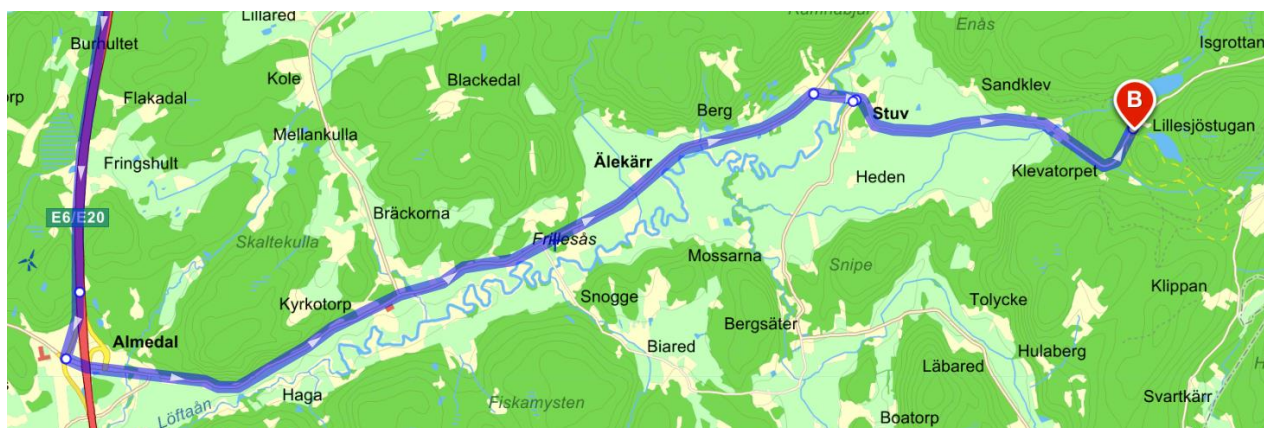 Lillared
Enås
Burhultet
Isgrottan
Kole
Blackedal
Sandklev
Flakadal
Berg
B
Stuv
Lillesjöstugan
Mellankulla
Fringshult
Älekärr
Klevatorpet
Heden
E6/E20
Bräckorna
Skaltekulla
Frillesås
Mossarna
Snipe
Klippan
Snogge
Kyrkotorp
Tolycke
Bergsäter
Almedal
Biared
Hulaberg
Läbared
Haga
Svartkärr
Löftaån
Fiskamysten
Boatorp